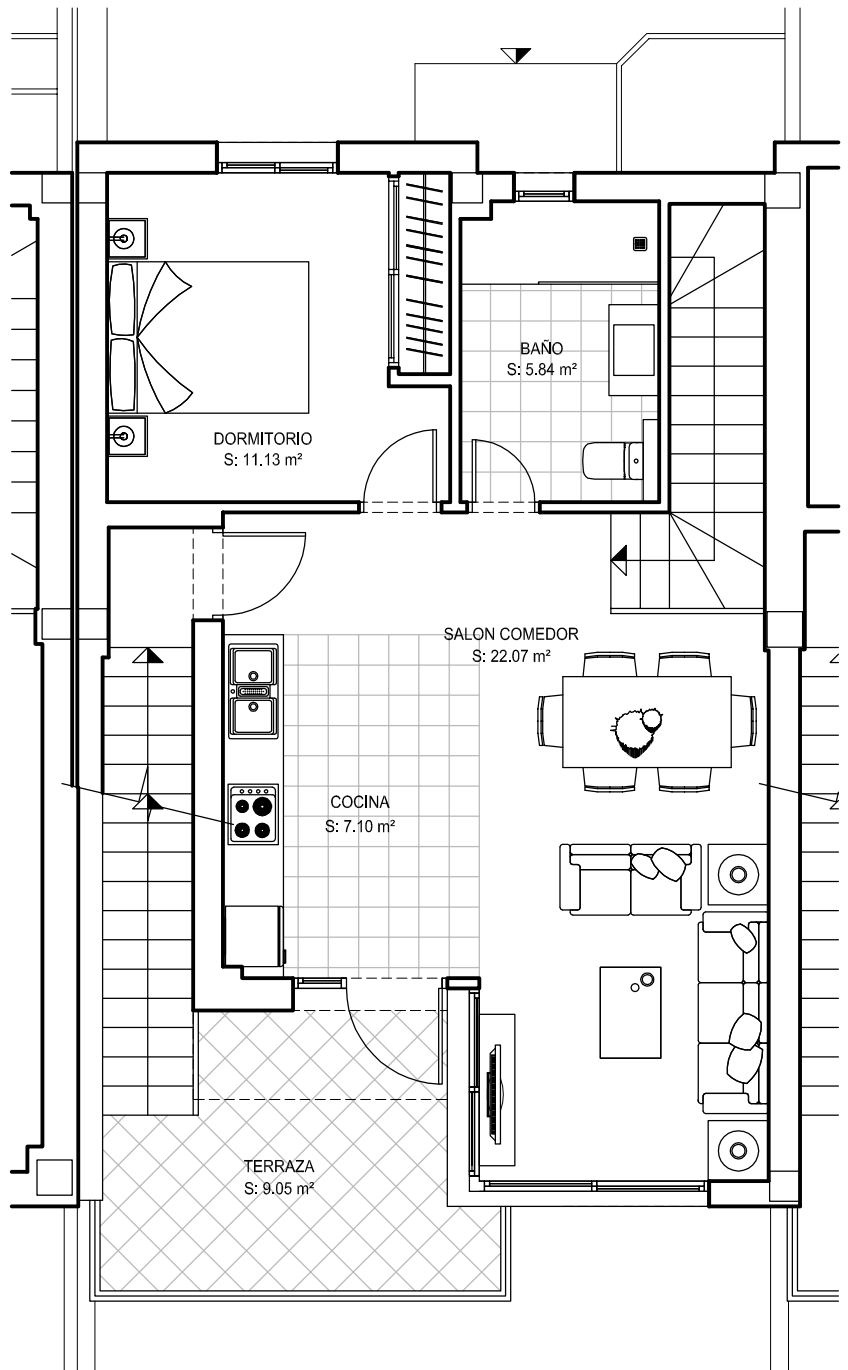 BAÑO
S: 5.84 m²
DORMITORIO
S: 11.13 m²
SALON COMEDOR
S: 22.07 m²
COCINA
S: 7.10 m²
TERRAZA
S: 9.05 m²